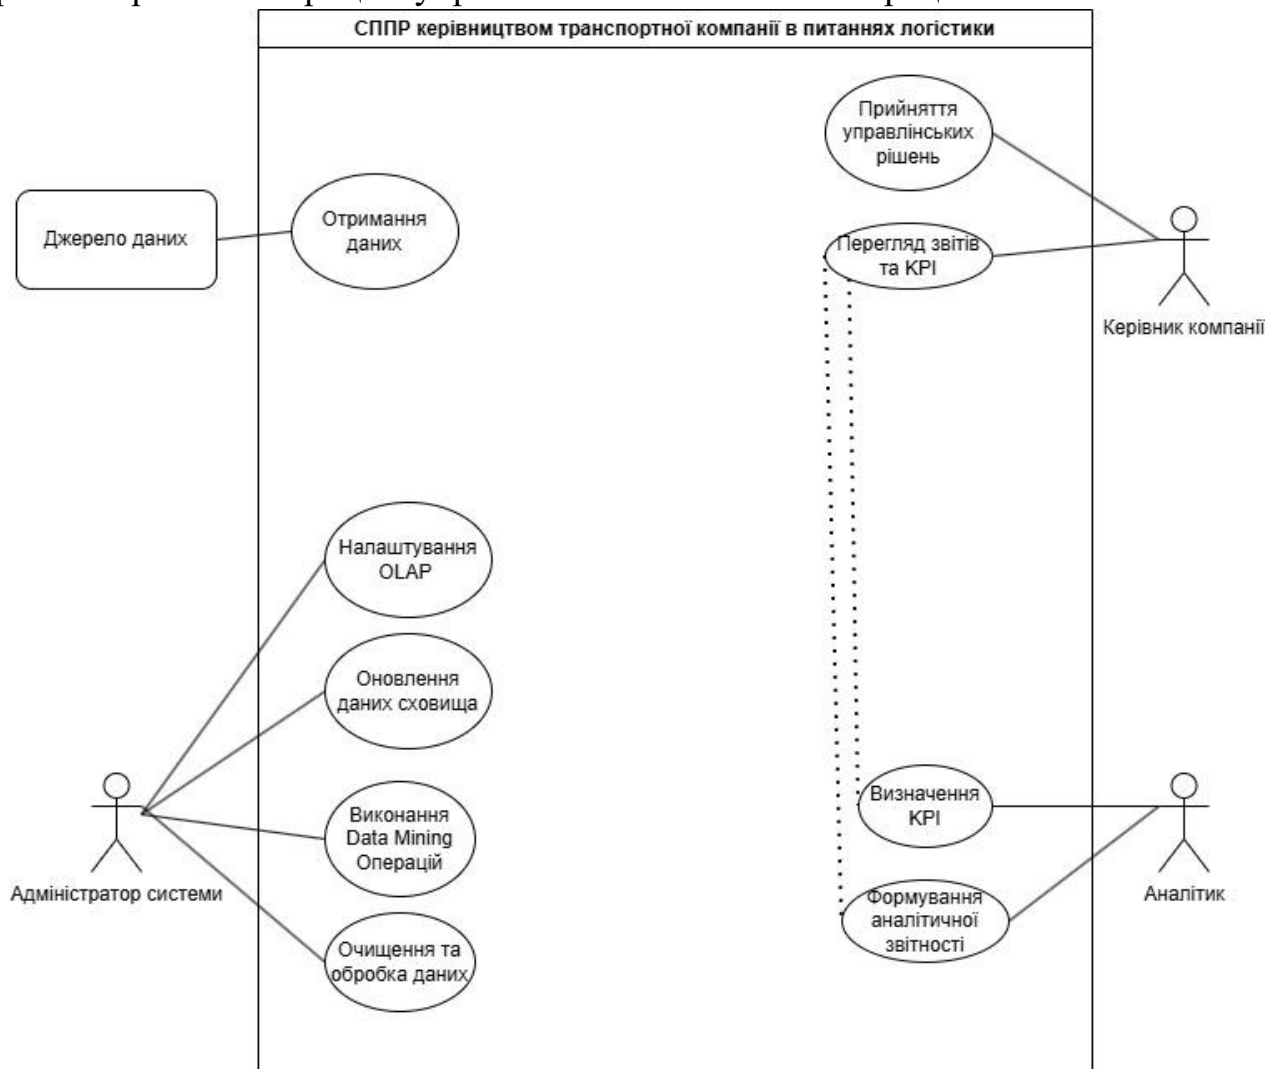 СППР керівництвом транспортної компанії в питаннях логістики
Прийняття
управлінських
рішень
Джерело даних
Отримання
даних
Перегляд звітів
та KPI
Керівник компанії
Налаштування
OLAP
Оновлення
даних сховища
Виконання
Data Mining
Операцій
Визначення
KPI
Адміністратор системи
Аналітик
Формування
аналітичної
звітності
Очищення та
обробка даних